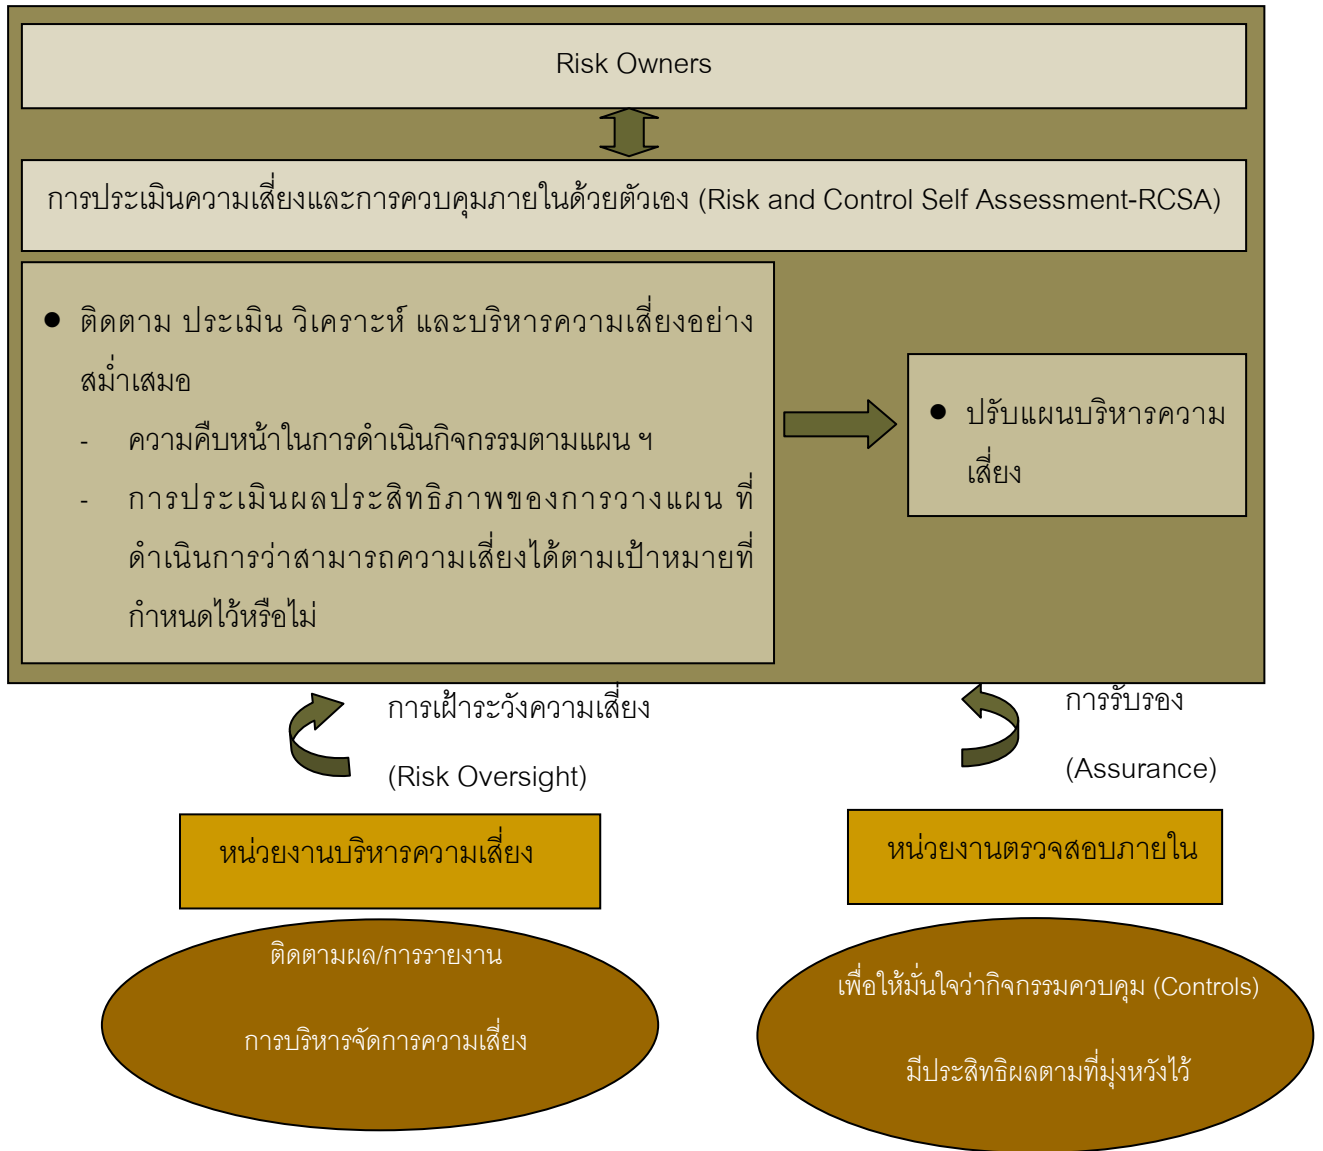 Risk Owners
การประเมินความเสี่ยงและการควบคุมภายในด้วยตัวเอง (Risk and Control Self Assessment-RCSA)
● ติดตาม ประเมิน วิเคราะห์ และบริหารความเสี่ยงอย่าง
สม่ำเสมอ
- ความคืบหน้าในการดำเนินกิจกรรมตามแผน ฯ
- การประเมินผลประสิทธิภาพของการวางแผน ที่
ดำเนินการว่าสามารถความเสี่ยงได้ตามเป้าหมายที่
กำหนดไว้หรือไม่
● ปรับแผนบริหารความ
เสี่ยง
การเฝ้าระวังความเสี่ยง
(Risk Oversight)
การรับรอง
(Assurance)
หน่วยงานบริหารความเสี่ยง
หน่วยงานตรวจสอบภายใน
ติดตามผล/การรายงาน
การบริหารจัดการความเสี่ยง
เพื่อให้มั่นใจว่ากิจกรรมควบคุม (Controls)
มีประสิทธิผลตามที่มุ่งหวังไว้